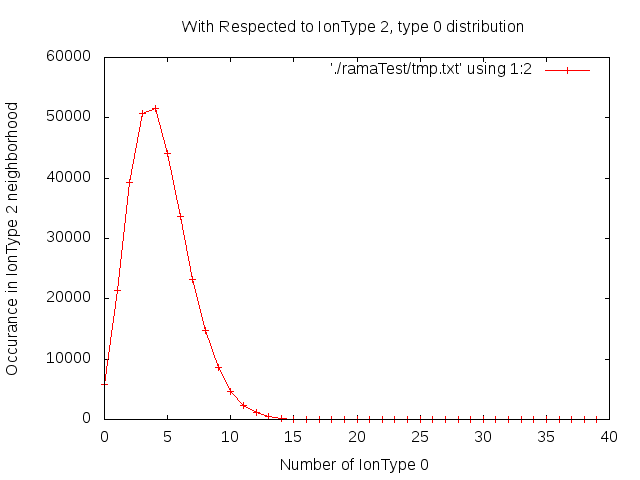 With Respected to IonType 2, type 0 distribution
'./ramaTest/tmp.txt' using 1:2
60000
50000
40000
30000
20000
10000
0
Occurance in IonType 2 neighborhood
0 5 10 15 20 25 30 35 40
Number of IonType 0